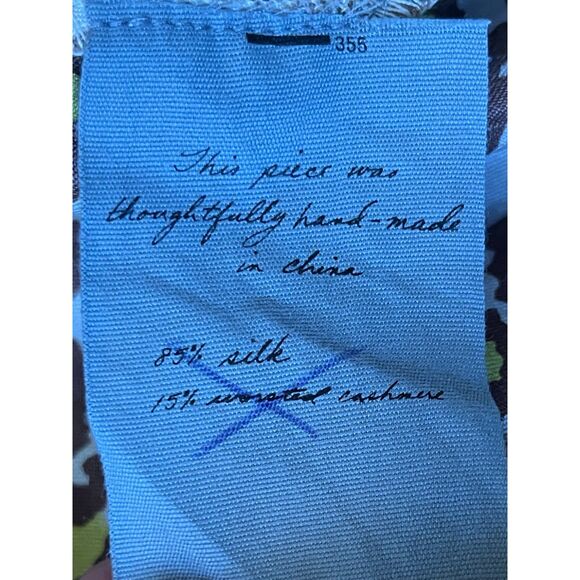 355
This piece was
thoughtfully hand-made
in china
85% silk
15% worsted cashmere